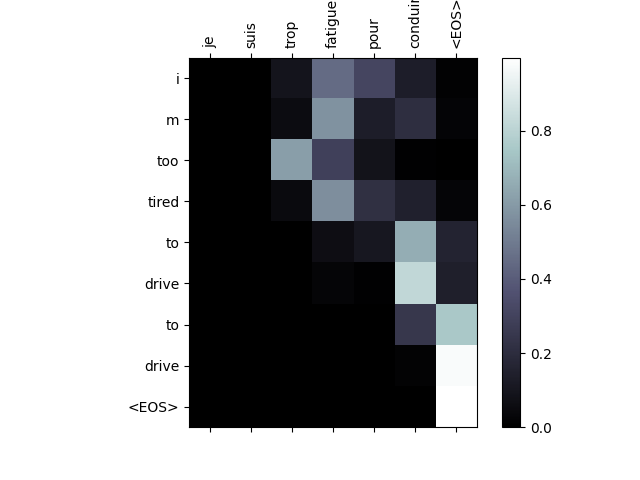 je suis trop fatigue pour conduir <EOS>
i
m
too
tired
to
drive
to
drive
<EOS>
0.8
0.6
0.4
0.2
0.0